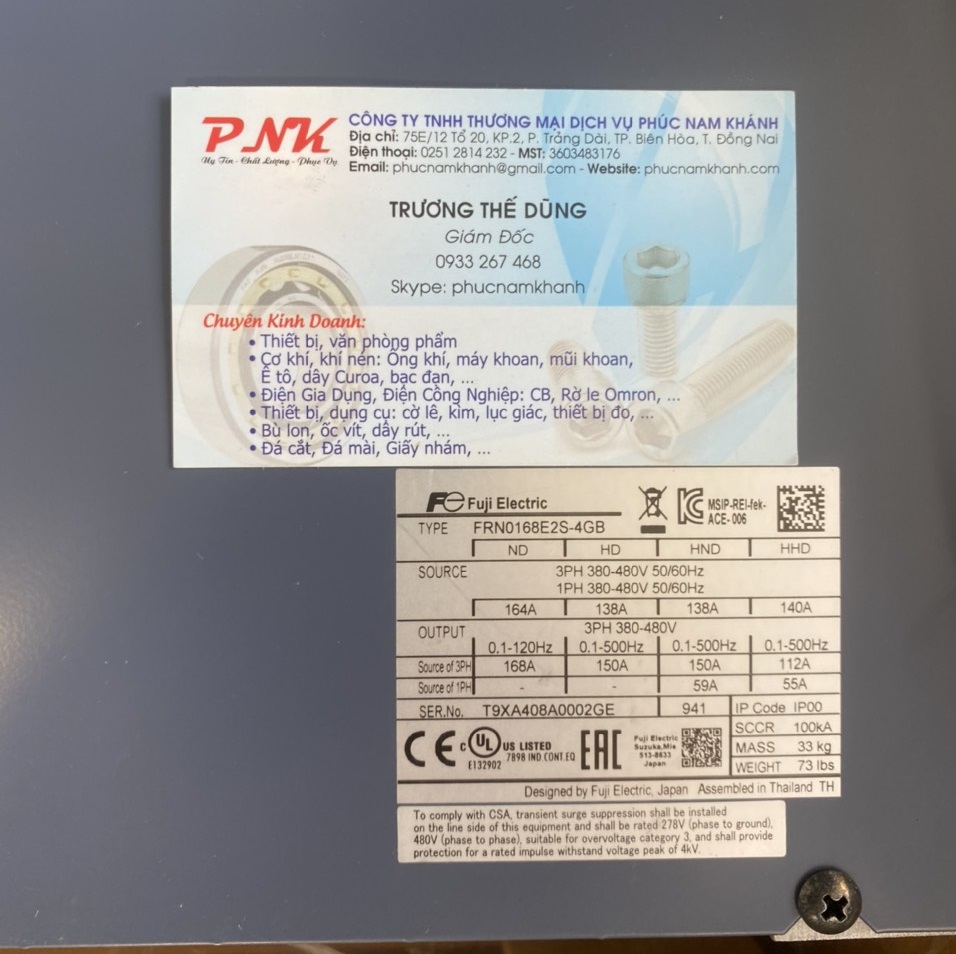 PNK
Uy Tín - Chất Lượng - Phục Vụ
CÔNG TY TNHH THƯƠNG MẠI DỊCH VỤ PHÚC NAM KHÁNH
Địa chỉ: 75E/12 Tổ 20, KP.2, P. Trảng Dài, TP. Biên Hòa, T. Đồng Nai
Điện thoại: 0251 2814 232 - MST: 3603483176
Email: phucnamkhanh@gmail.com - Website: phucnamkhanh.com
TRƯƠNG THẾ DŨNG
Giám Đốc
0933 267 468
Skype: phucnamkhanh
Chuyên Kinh Doanh:
• Thiết bị, văn phòng phẩm
• Cơ khí, khí nén: Ống khí, máy khoan, mũi khoan,
Ê tô, dây Curoa, bạc đạn, ...
• Điện Gia Dụng, Điện Công Nghiệp: CB, Rờ le Omron, ...
• Thiết bị, dụng cụ: cờ lê, kìm, lục giác, thiết bị đo, ...
• Bù lon, ốc vít, dây rút, ...
• Đá cắt, Đá mài, Giấy nhám, ...
Fe Fuji Electric
MSIP-REI-fek-
ACE-006
TYPE FRN0168E2S-4GB
ND HD HND HHD
SOURCE 3PH 380-480V 50/60Hz
1PH 380-480V 50/60Hz
164A 138A 138A 140A
OUTPUT 3PH 380-480V
0.1-120Hz 0.1-500Hz 0.1-500Hz 0.1-500Hz
Source of 3PH 168A 150A 150A 112A
Source of 1PH - - 59A 55A
SER.No. T9XA408A0002GE 941 IP Code IP00
SCCR 100kA
MASS 33 kg
WEIGHT 73 lbs
CE c UL US LISTED
7898 IND.CONT.EQ
E132902
EAC
Fuji Electric
Suzuka,Mie
513-8633
Japan
Designed by Fuji Electric, Japan Assembled in Thailand TH
To comply with CSA, transient surge suppression shall be installed
on the line side of this equipment and shall be rated 278V (phase to ground),
480V (phase to phase), suitable for overvoltage category 3, and shall provide
protection for a rated impulse withstand voltage peak of 4kV.